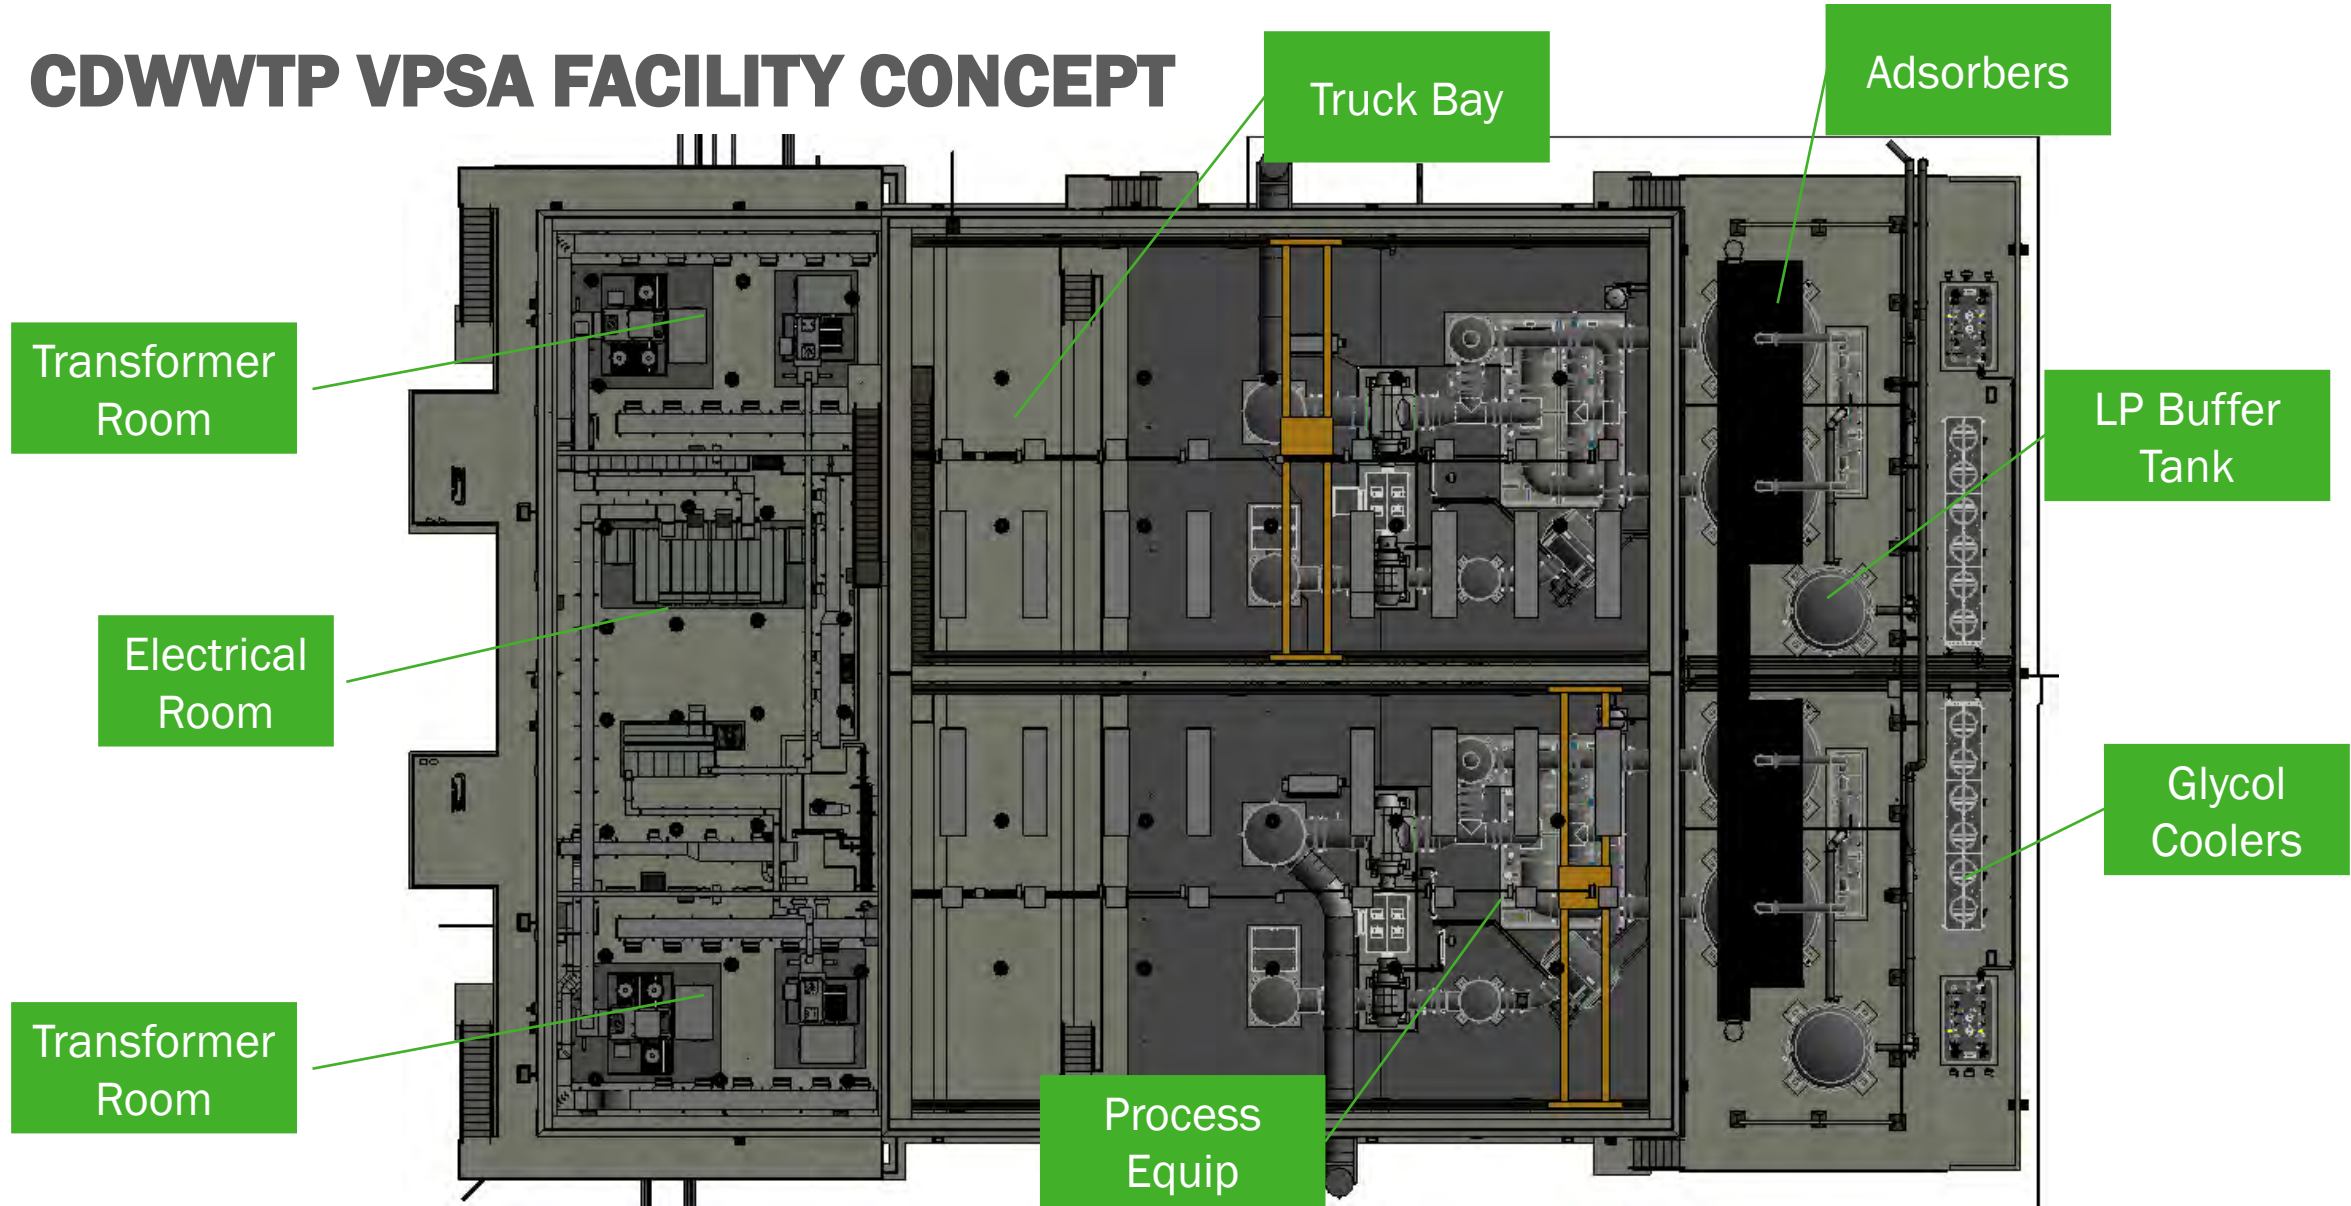 CDWWTP VPSA FACILITY CONCEPT
Truck Bay
Adsorbers
Transformer
Room
LP Buffer
Tank
Electrical
Room
Glycol
Coolers
Transformer
Room
Process
Equip